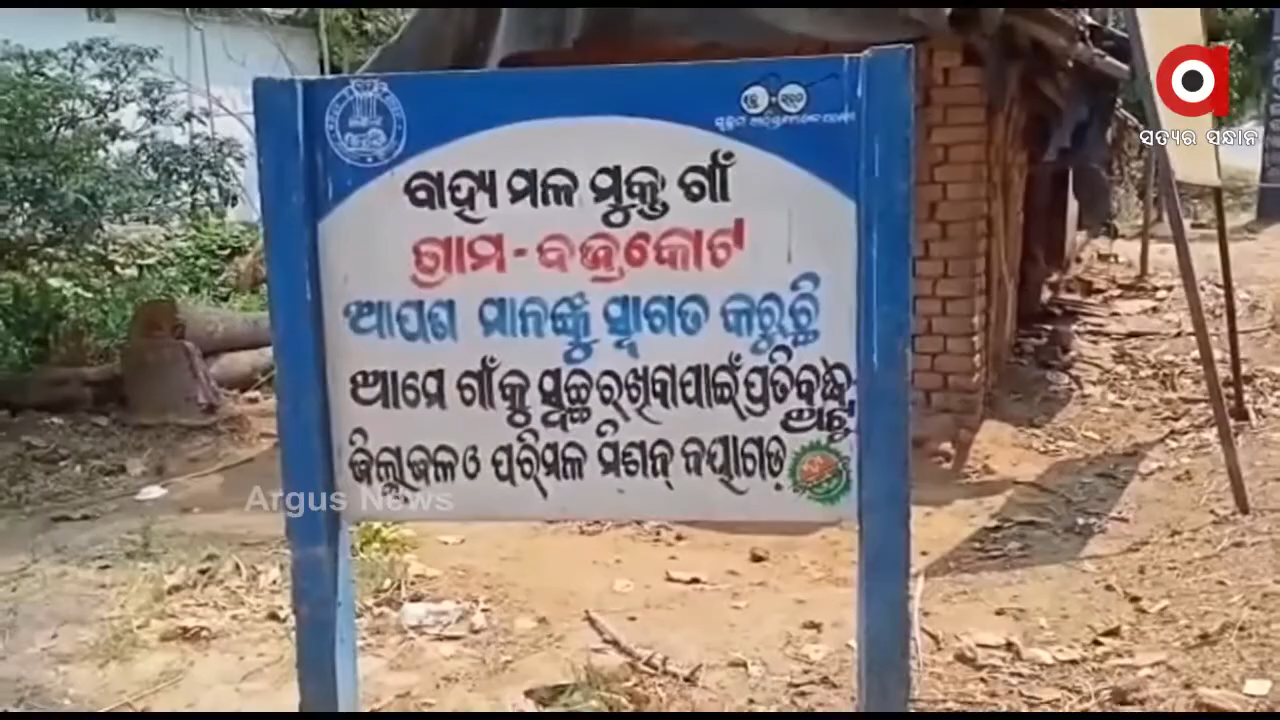 ସତ୍ୟର ସନ୍ଧାନ
ବାହ୍ୟ ମଳ ମୁକ୍ତ ଗାଁ
ଗ୍ରାମ - ବଜ୍ରକୋଟ
ଆପଣ ମାନଙ୍କୁ ସ୍ୱାଗତ କରୁଛି
ଆମେ ଗାଁକୁ ସ୍ୱଚ୍ଛ ରଖିବା ପାଇଁ ପ୍ରତିବଦ୍ଧ
ଅଟୁ
ଜିଲ୍ଲା ଜଳ ଓ ପରିମଳ ମିଶନ୍ ନୟାଗଡ଼
Argus News